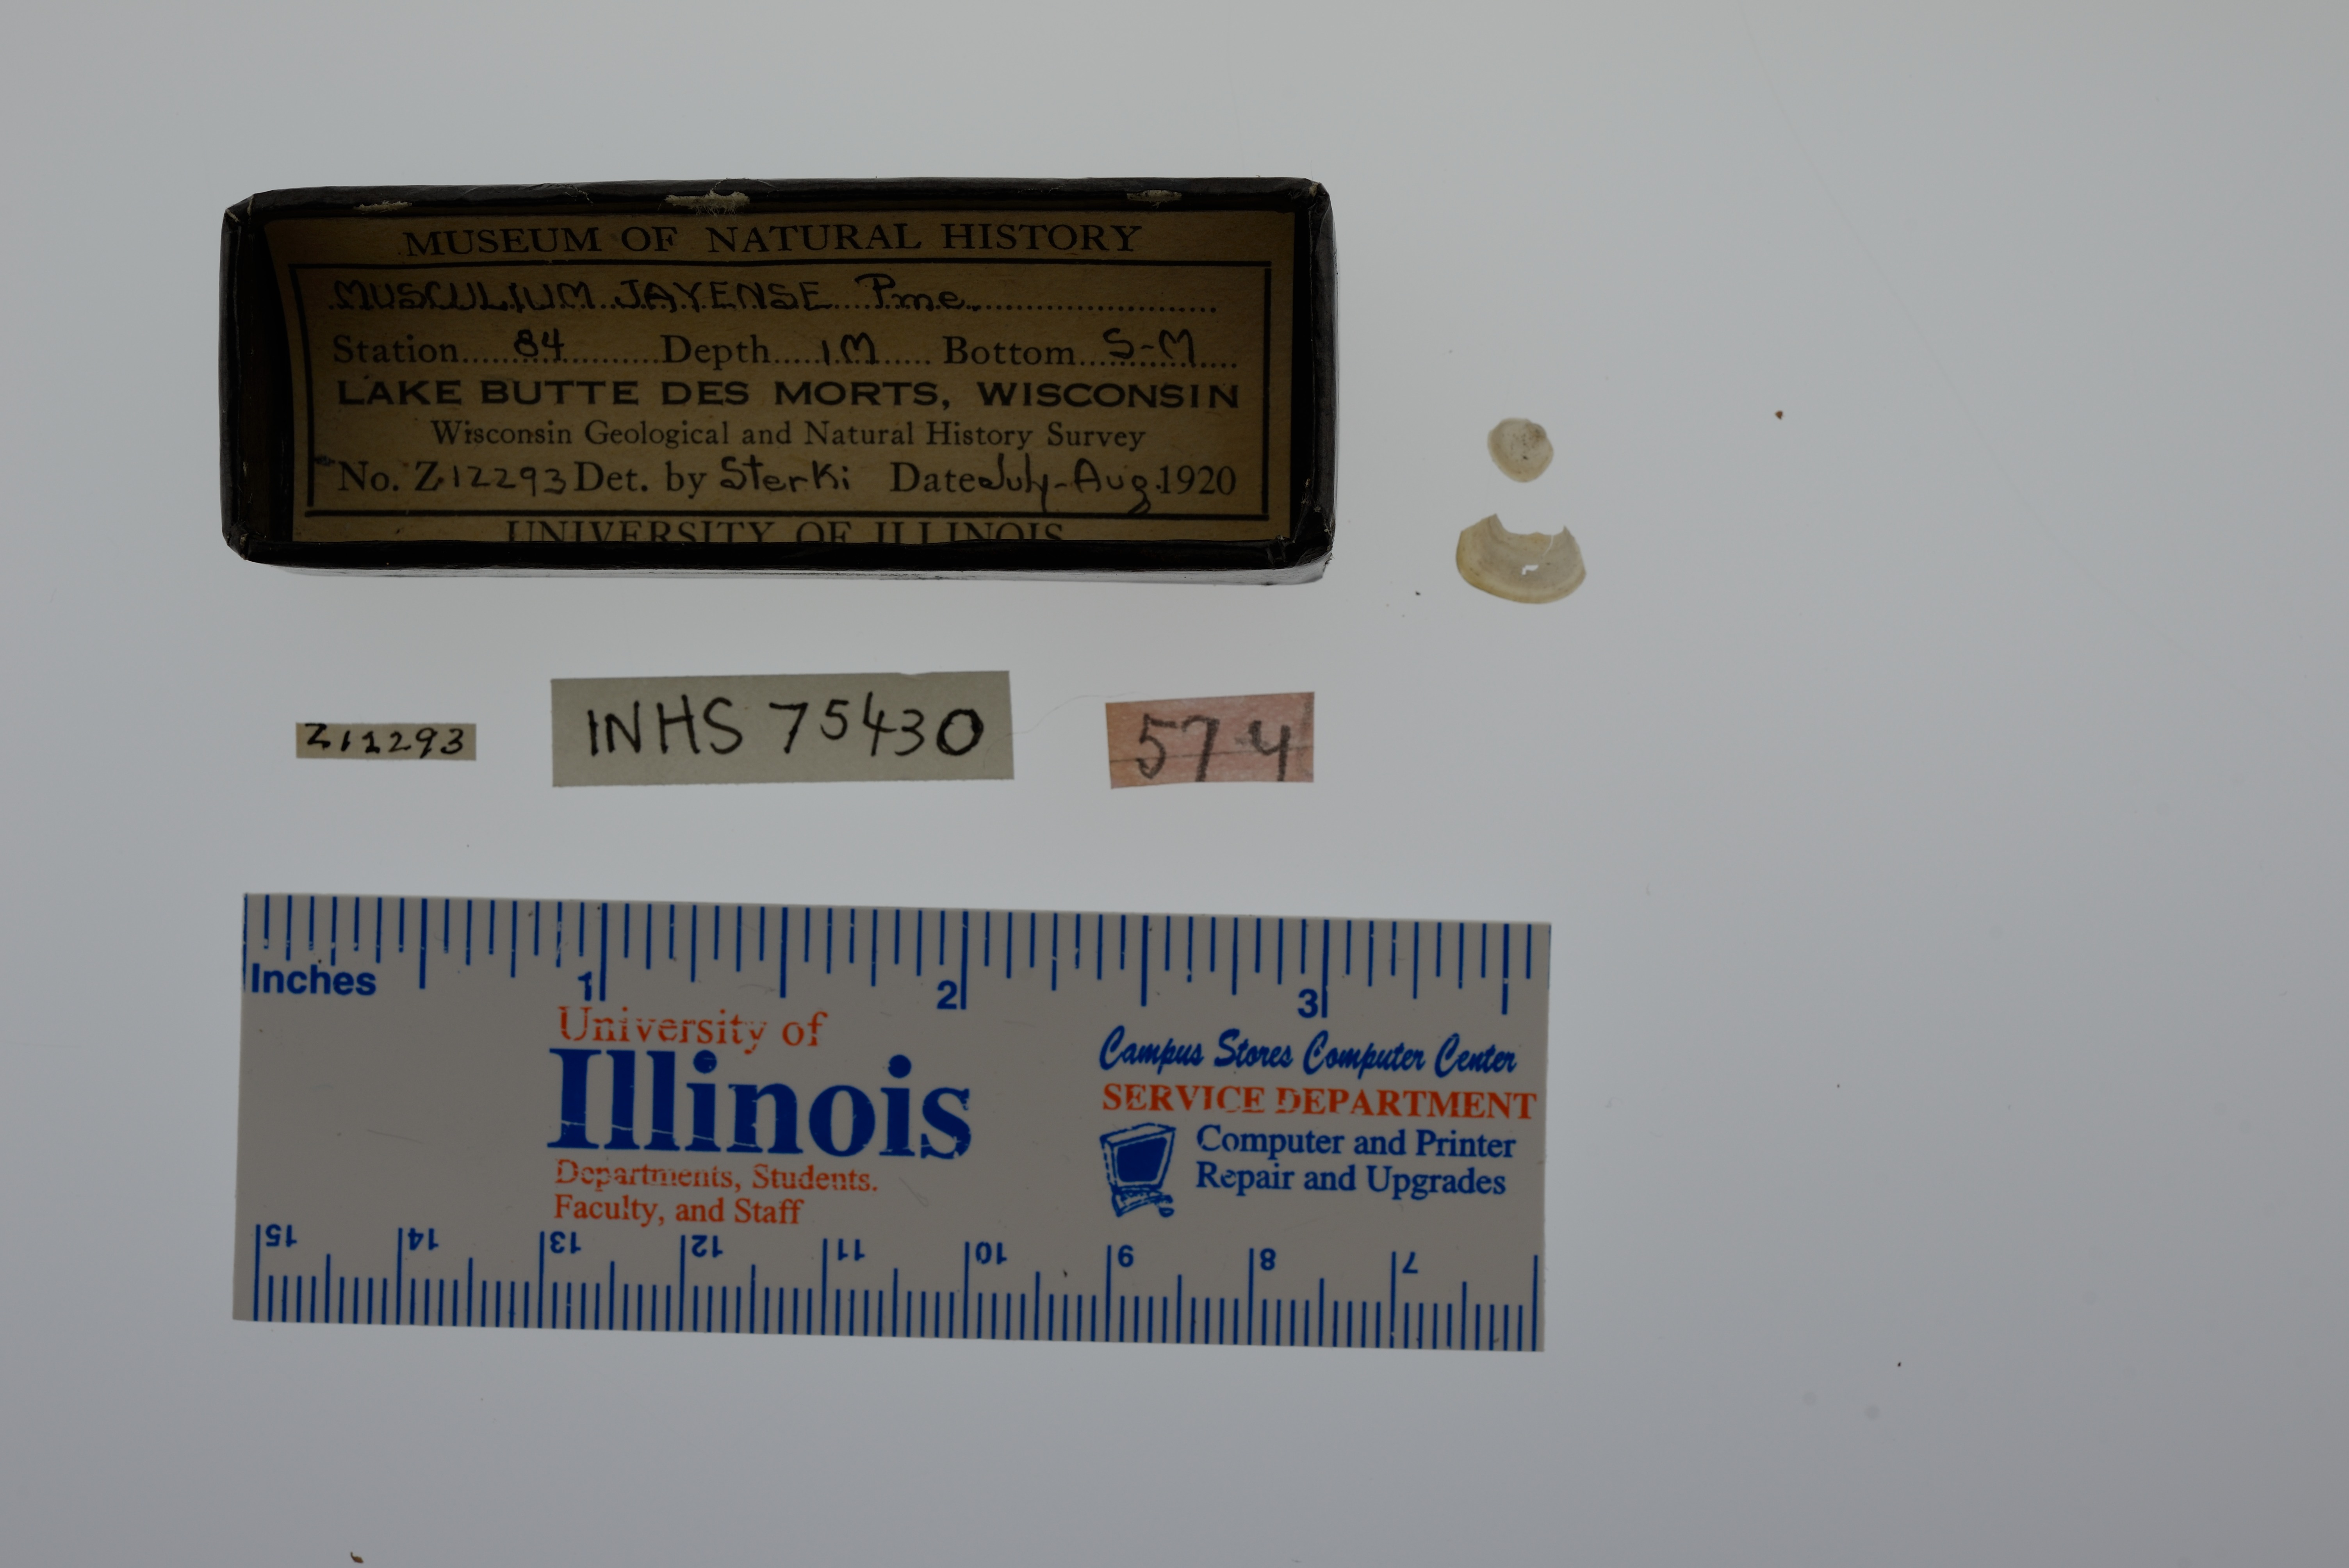 MUSEUM OF NATURAL HISTORY
MUSCULIUM JAYENSE Pme.
Station 84 Depth 1M Bottom S-M
LAKE BUTTE DES MORTS, WISCONSIN
Wisconsin Geological and Natural History Survey
No. Z12293 Det. by Sterki Date July-Aug. 1920
UNIVERSITY OF ILLINOIS
Z12293
INHS 75430
574
Inches 1 2 3
University of
Illinois
Departments, Students.
Faculty, and Staff
Campus Stores Computer Center
SERVICE DEPARTMENT
Computer and Printer
Repair and Upgrades
15 14 13 12 11 10 9 8 7